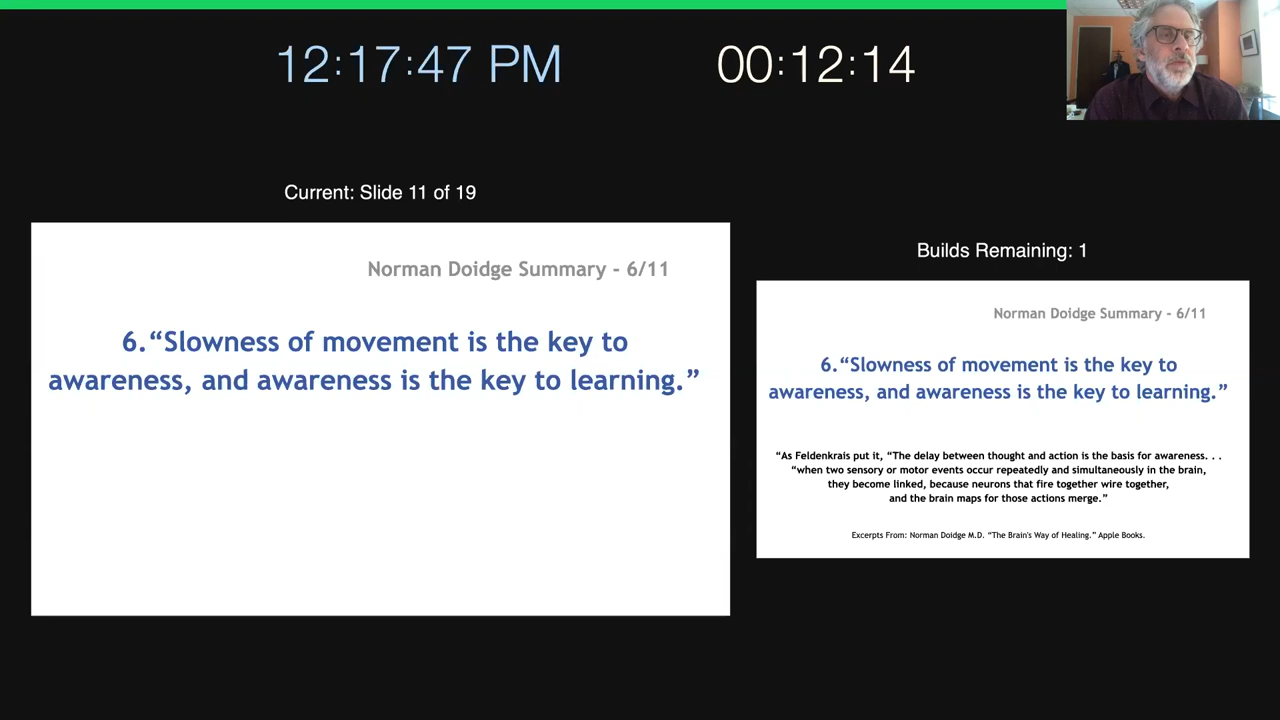 12:17:47 PM
00:12:14
Current: Slide 11 of 19
Norman Doidge Summary - 6/11
6.“Slowness of movement is the key to
awareness, and awareness is the key to learning.”
Builds Remaining: 1
Norman Doidge Summary - 6/11
6.“Slowness of movement is the key to
awareness, and awareness is the key to learning.”
“As Feldenkrais put it, “The delay between thought and action is the basis for awareness. . .
“when two sensory or motor events occur repeatedly and simultaneously in the brain,
they become linked, because neurons that fire together wire together,
and the brain maps for those actions merge.”
Excerpts From: Norman Doidge M.D. “The Brain's Way of Healing.” Apple Books.